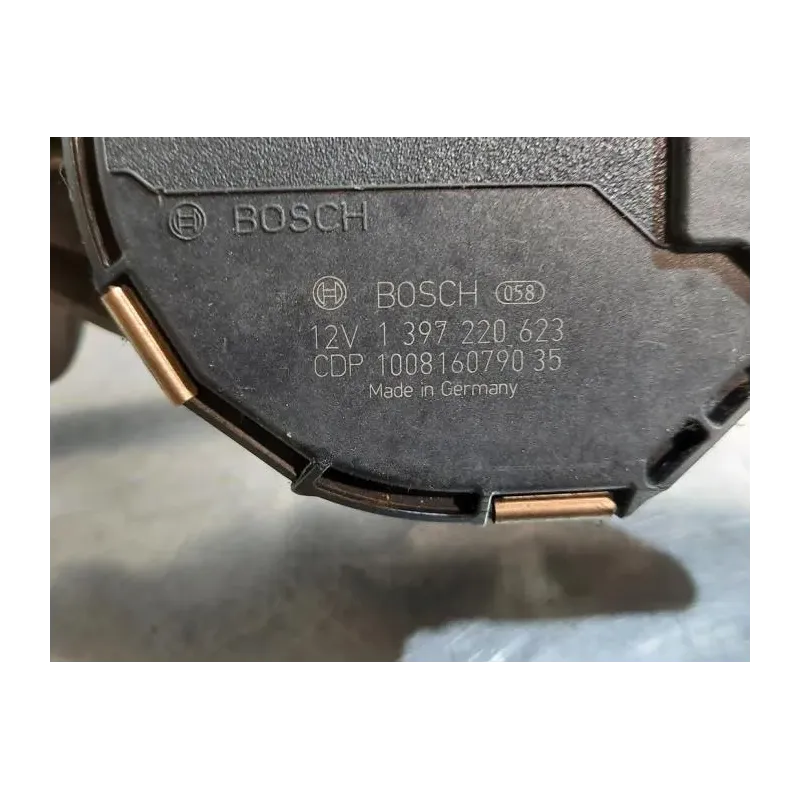 BOSCH
BOSCH 058
12V 1 397 220 623
CDP 1008160790 35
Made in Germany